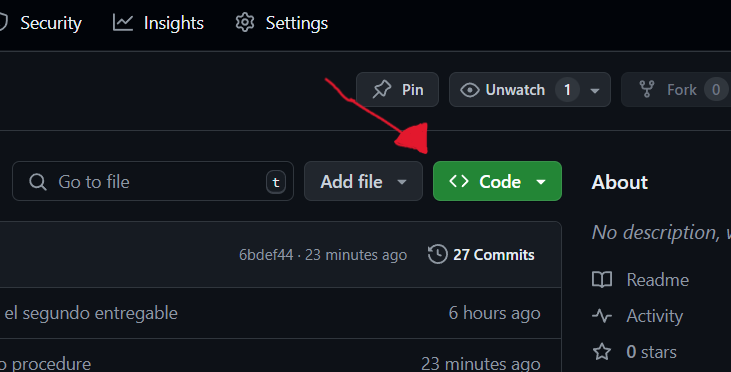 Security Insights Settings
Pin Unwatch 1 Fork 0
Go to file t Add file Code About
No description,
6bdef44 · 23 minutes ago 27 Commits
Readme
el segundo entregable 6 hours ago
Activity
0 stars
procedure 23 minutes ago